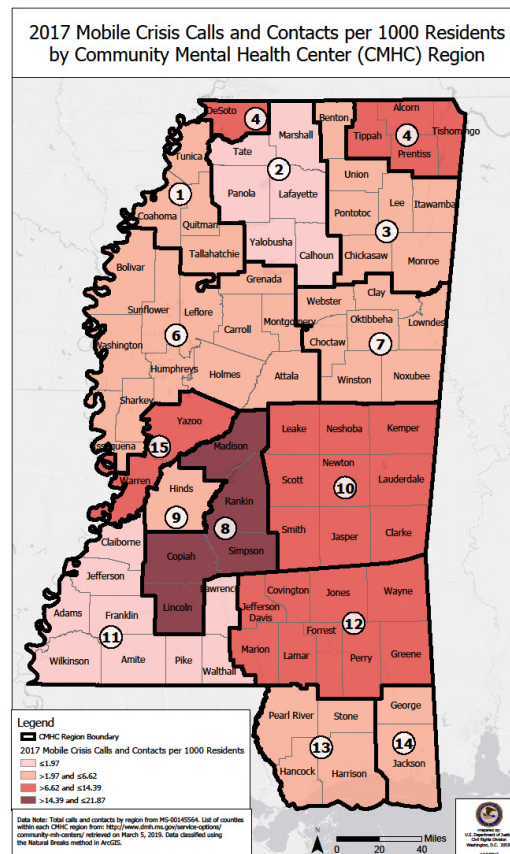 2017 Mobile Crisis Calls and Contacts per 1000 Residents
by Community Mental Health Center (CMHC) Region
DeSoto
4
Benton
Alcorn
Marshall
Tippah
4
Tishomingo
Prentiss
Tunica
Tate
2
Union
1
Panola
Lafayette
Lee
Itawamba
Pontotoc
Coahoma
Quitman
3
Yalobusha
Calhoun
Chickasaw
Monroe
Tallahatchie
Bolivar
Grenada
Clay
Webster
Sunflower
Leflore
Montgomery
Oktibbeha
Lowndes
Carroll
6
Choctaw
7
Washington
Humphreys
Holmes
Attala
Winston
Noxubee
Sharkey
Yazoo
Leake
Neshoba
Kemper
Issaquena
15
Madison
Newton
Warren
Hinds
Rankin
Scott
10
Lauderdale
9
8
Smith
Jasper
Clarke
Claiborne
Copiah
Simpson
Jefferson
Lawrence
Covington
Jones
Wayne
Adams
Franklin
Lincoln
Jefferson
Davis
12
11
Forrest
Marion
Lamar
Perry
Greene
Wilkinson
Amite
Pike
Walthall
George
Pearl River
Stone
13
14
Hancock
Harrison
Jackson
Legend
CMHC Region Boundary
2017 Mobile Crisis Calls and Contacts per 1000 Residents
≤1.97
>1.97 and ≤6.62
>6.62 and ≤14.39
>14.39 and ≤21.87
Data Note: Total calls and contacts by region from MS-00145564. List of counties
within each CMHC region from: http://www.dmh.ms.gov/service-options/
community-mh-centers/ retrieved on March 5, 2019. Data classified using
the Natural Breaks method in ArcGIS.
N
Miles
Prepared by:
U.S. Department of Justice
Civil Rights Division
Washington, D.C.